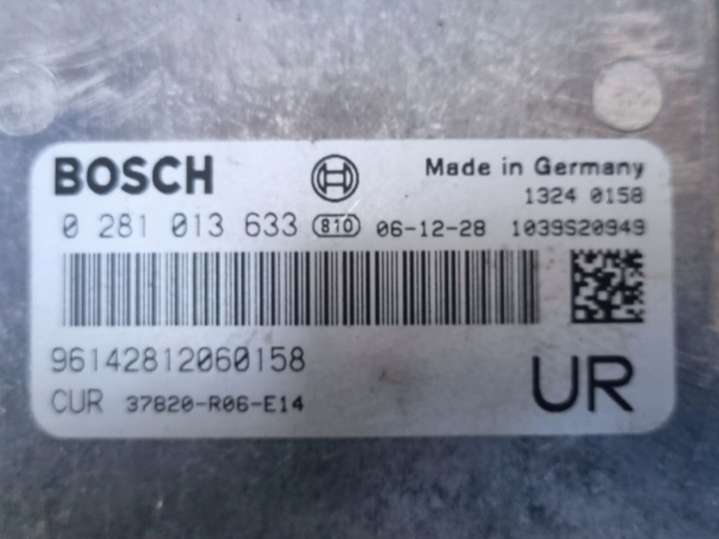 BOSCH Made in Germany
1324 0158
0 281 013 633 810 06-12-28 1039S20949
96142812060158
CUR 37820-R06-E14 UR